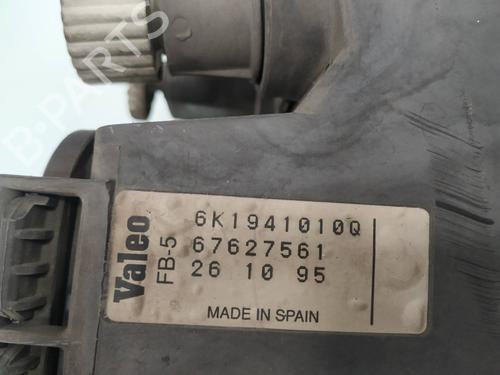 B-PARTS
Valeo
FB-5
6K1941010Q
67627561
26 10 95
MADE IN SPAIN